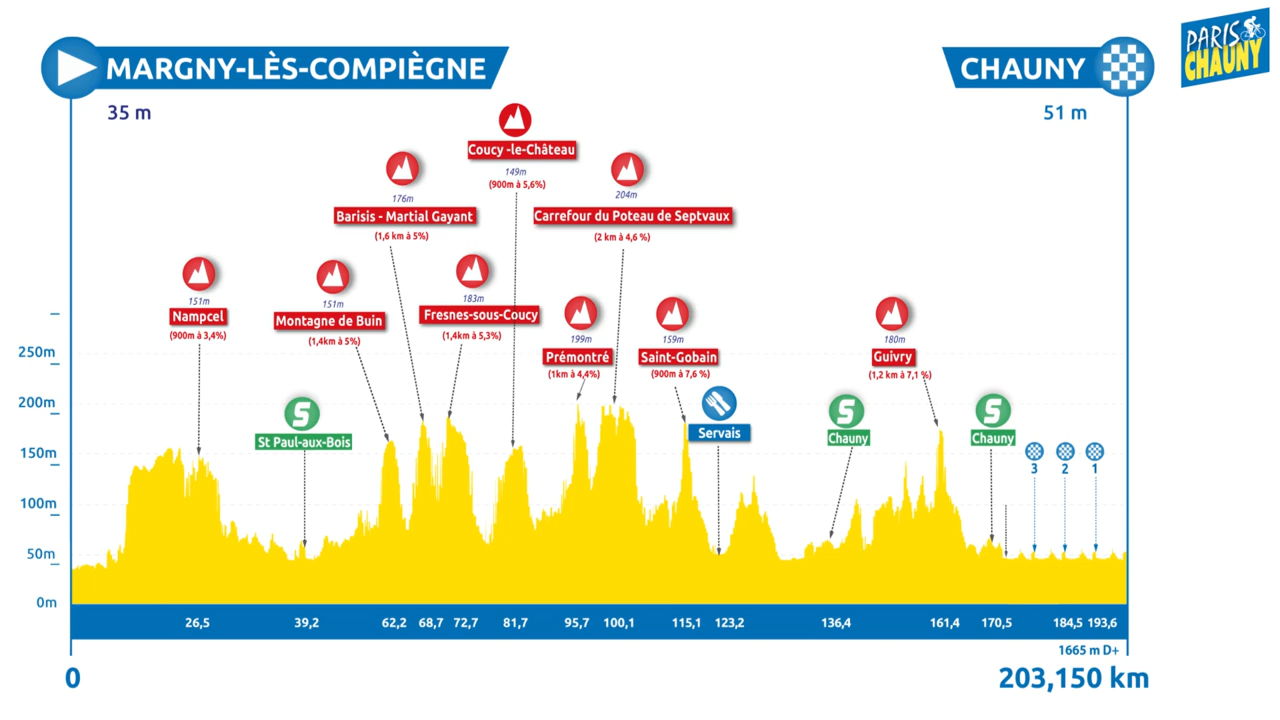 PARIS
CHAUNY
MARGNY-LÈS-COMPIÈGNE
35 m
CHAUNY
51 m
Coucy -le-Château
149m
(900m à 5,6%)
176m
Barisis - Martial Gayant
(1,6 km à 5%)
204m
Carrefour du Poteau de Septvaux
(2 km à 4,6 %)
151m
Nampcel
(900m à 3,4%)
151m
Montagne de Buin
(1,4km à 5%)
183m
Fresnes-sous-Coucy
(1,4km à 5,3%)
199m
Prémontré
(1km à 4,4%)
159m
Saint-Gobain
(900m à 7,6 %)
180m
Guivry
(1,2 km à 7,1 %)
S
St Paul-aux-Bois
Servais
S
Chauny
S
Chauny
3 2 1
250m
200m
150m
100m
50m
0m
26,5 39,2 62,2 68,7 72,7 81,7 95,7 100,1 115,1 123,2 136,4 161,4 170,5 184,5 193,6
1665 m D+
0
203,150 km